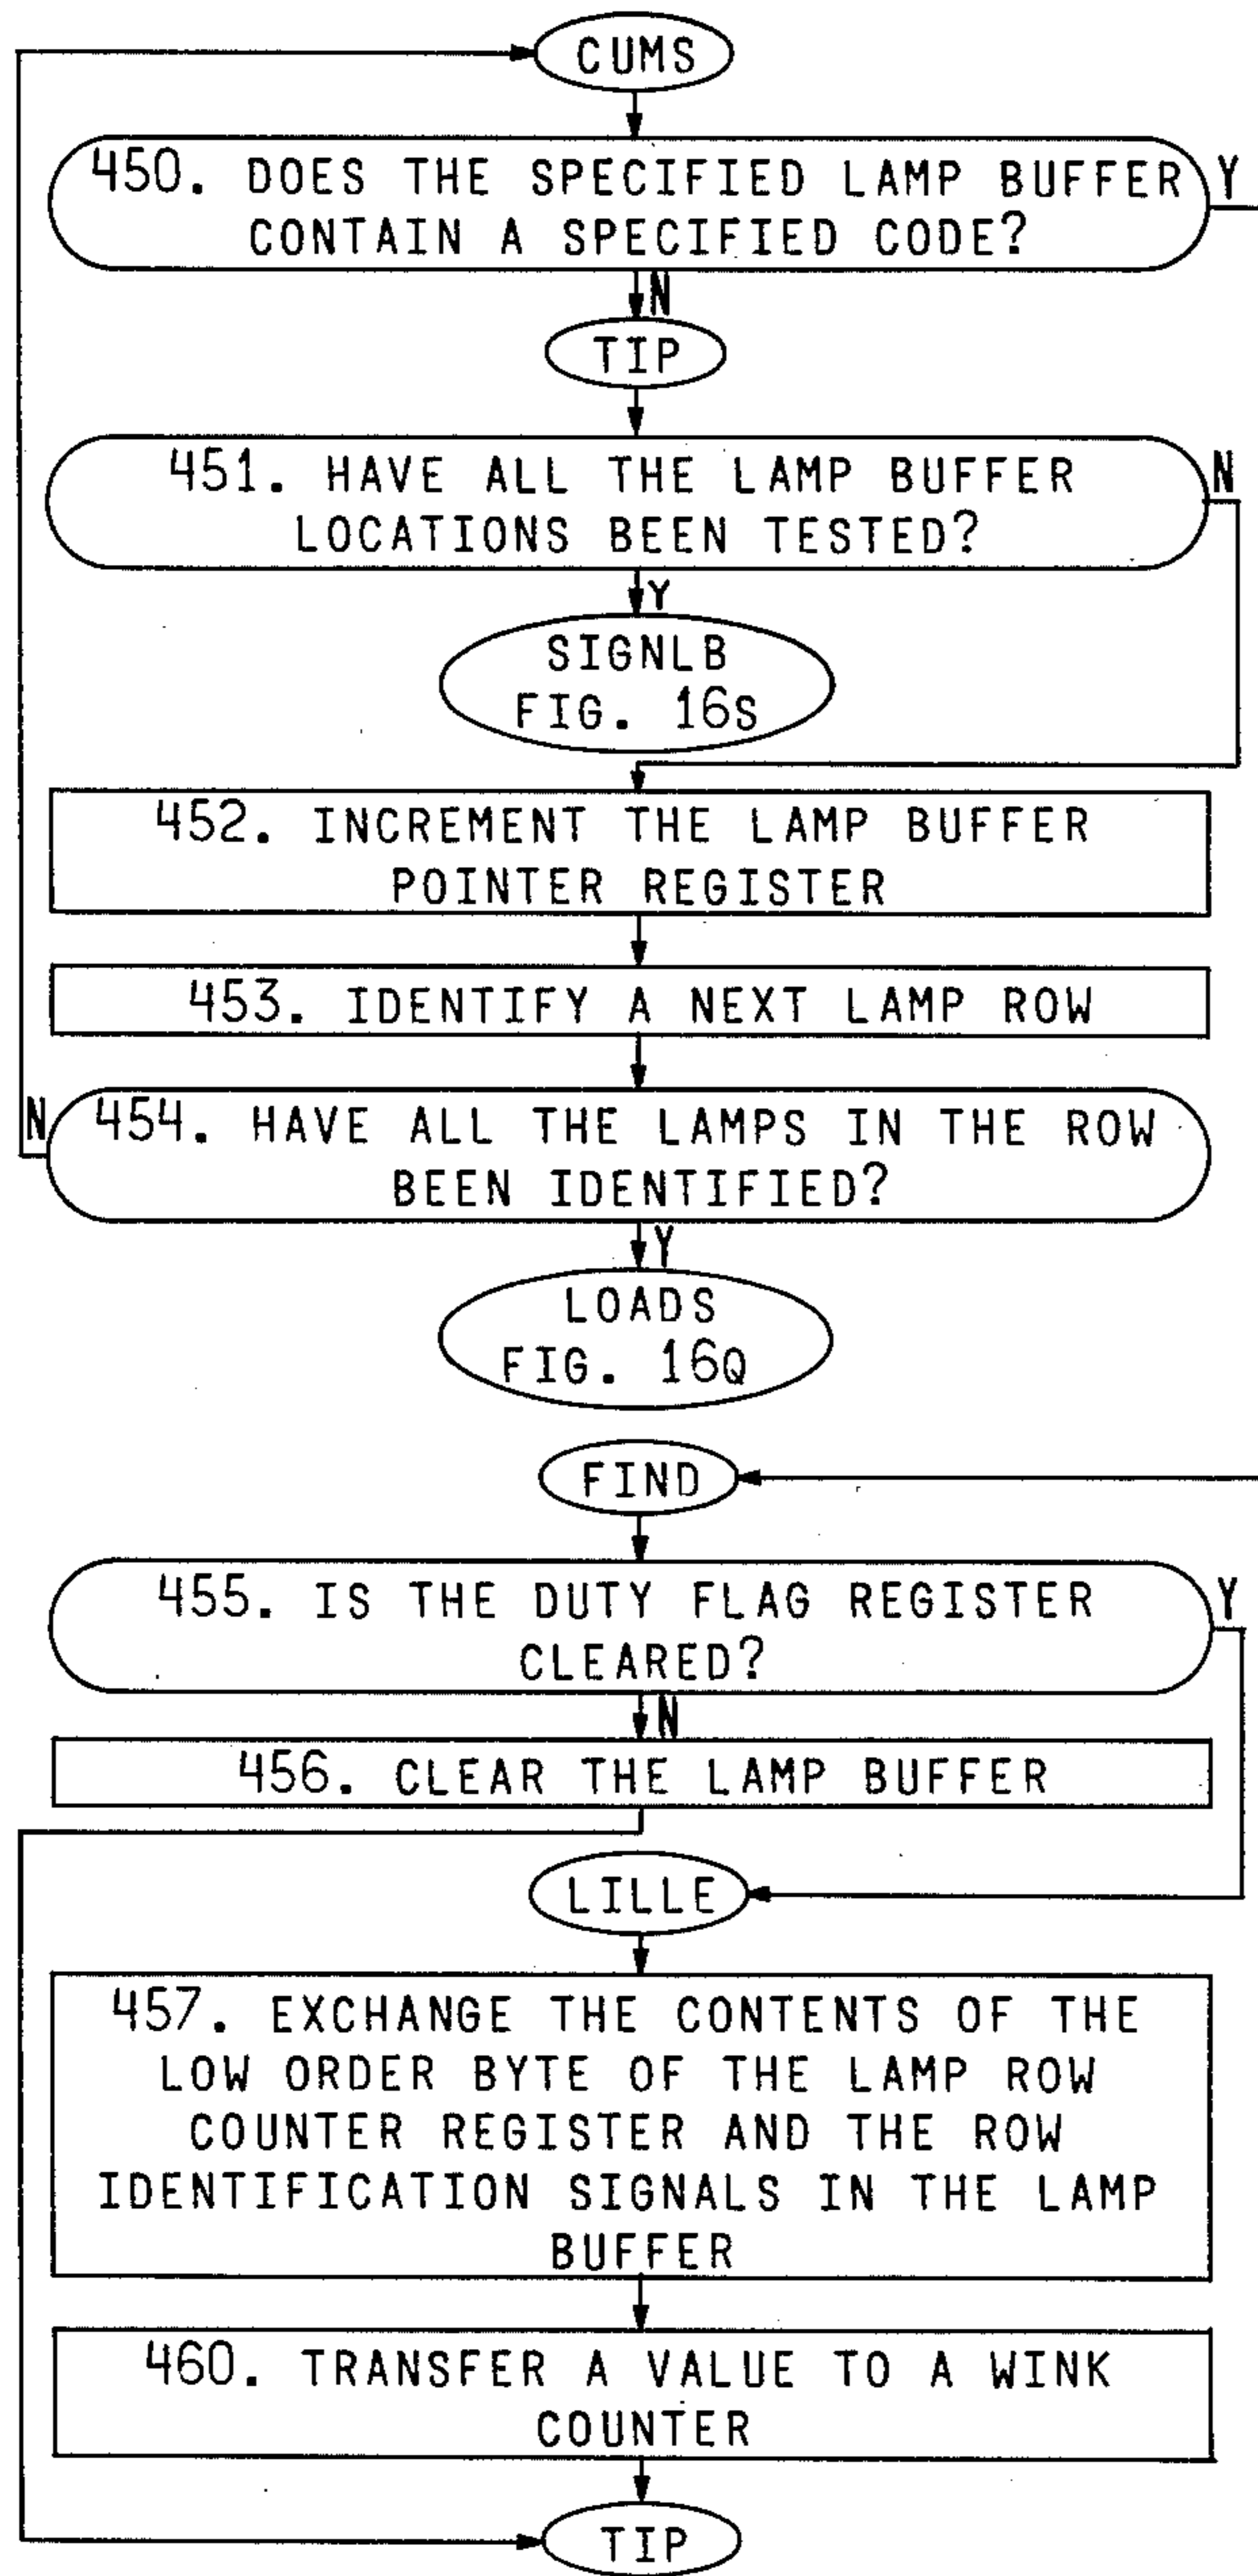 CUMS
450. DOES THE SPECIFIED LAMP BUFFER
CONTAIN A SPECIFIED CODE?
Y
N
TIP
451. HAVE ALL THE LAMP BUFFER
LOCATIONS BEEN TESTED?
N
Y
SIGNLB
FIG. 16S
452. INCREMENT THE LAMP BUFFER
POINTER REGISTER
453. IDENTIFY A NEXT LAMP ROW
N
454. HAVE ALL THE LAMPS IN THE ROW
BEEN IDENTIFIED?
Y
LOADS
FIG. 16Q
FIND
455. IS THE DUTY FLAG REGISTER
CLEARED?
Y
N
456. CLEAR THE LAMP BUFFER
LILLE
457. EXCHANGE THE CONTENTS OF THE
LOW ORDER BYTE OF THE LAMP ROW
COUNTER REGISTER AND THE ROW
IDENTIFICATION SIGNALS IN THE LAMP
BUFFER
460. TRANSFER A VALUE TO A WINK
COUNTER
TIP